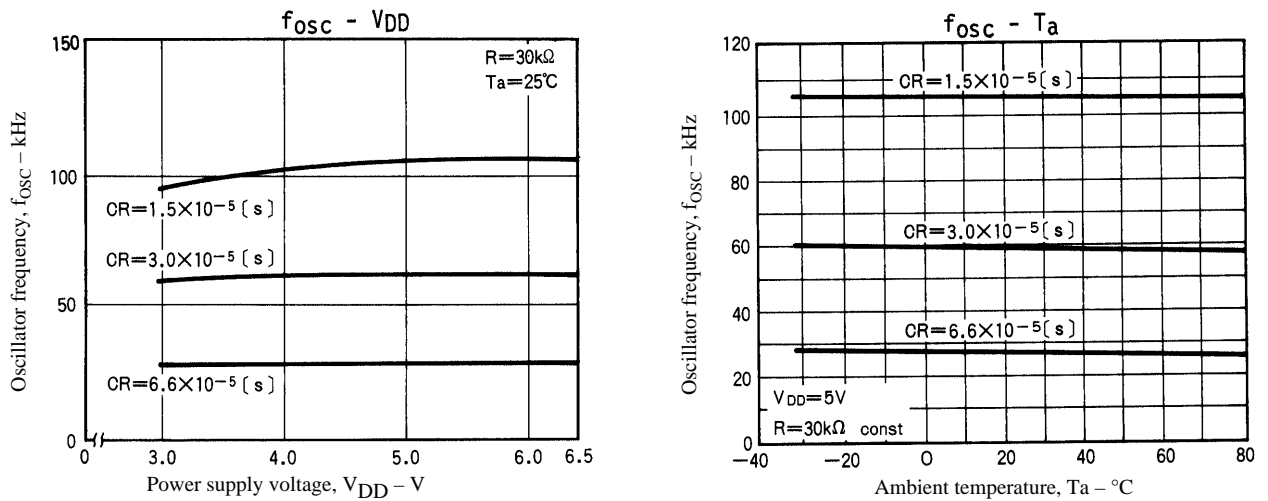 fOSC - VDD
150
100
50
0
R=30kΩ
Ta=25℃
CR=1.5×10−5〔s〕
CR=3.0×10−5〔s〕
CR=6.6×10−5〔s〕
0 3.0 4.0 5.0 6.0 6.5
Power supply voltage, VDD – V
Oscillator frequency, fOSC – kHz
fOSC - Ta
120
100
80
60
40
20
0
CR=1.5×10−5〔s〕
CR=3.0×10−5〔s〕
CR=6.6×10−5〔s〕
VDD=5V
R=30kΩ const
−40 −20 0 20 40 60 80
Ambient temperature, Ta – °C
Oscillator frequency, fOSC – kHz